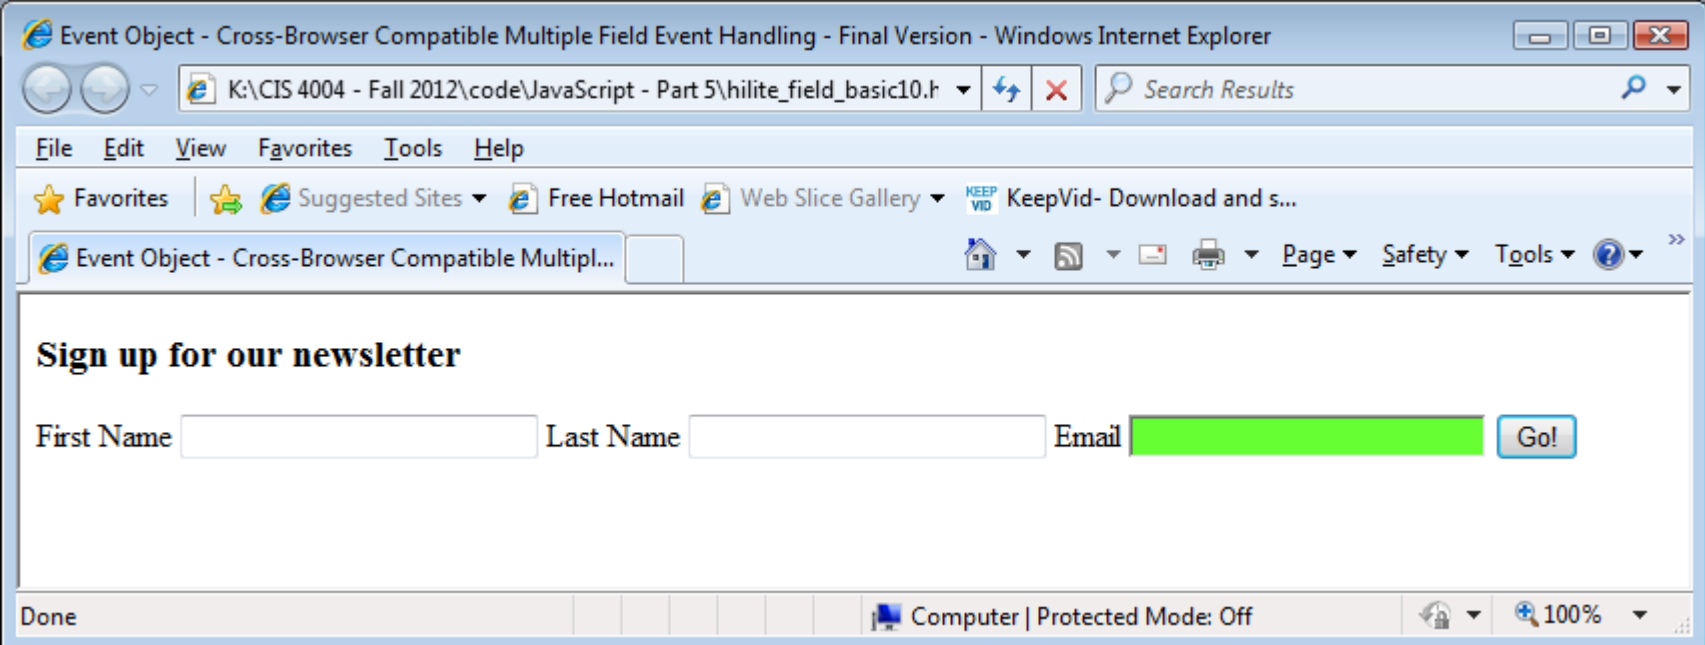 Event Object - Cross-Browser Compatible Multiple Field Event Handling - Final Version - Windows Internet Explorer
K:\CIS 4004 - Fall 2012\code\JavaScript - Part 5\hilite_field_basic10.h Search Results
File Edit View Favorites Tools Help
Favorites Suggested Sites Free Hotmail Web Slice Gallery KEEP VID KeepVid- Download and s...
Event Object - Cross-Browser Compatible Multipl... Page Safety Tools »
Sign up for our newsletter
First Name Last Name Email Go!
Done Computer | Protected Mode: Off 100%